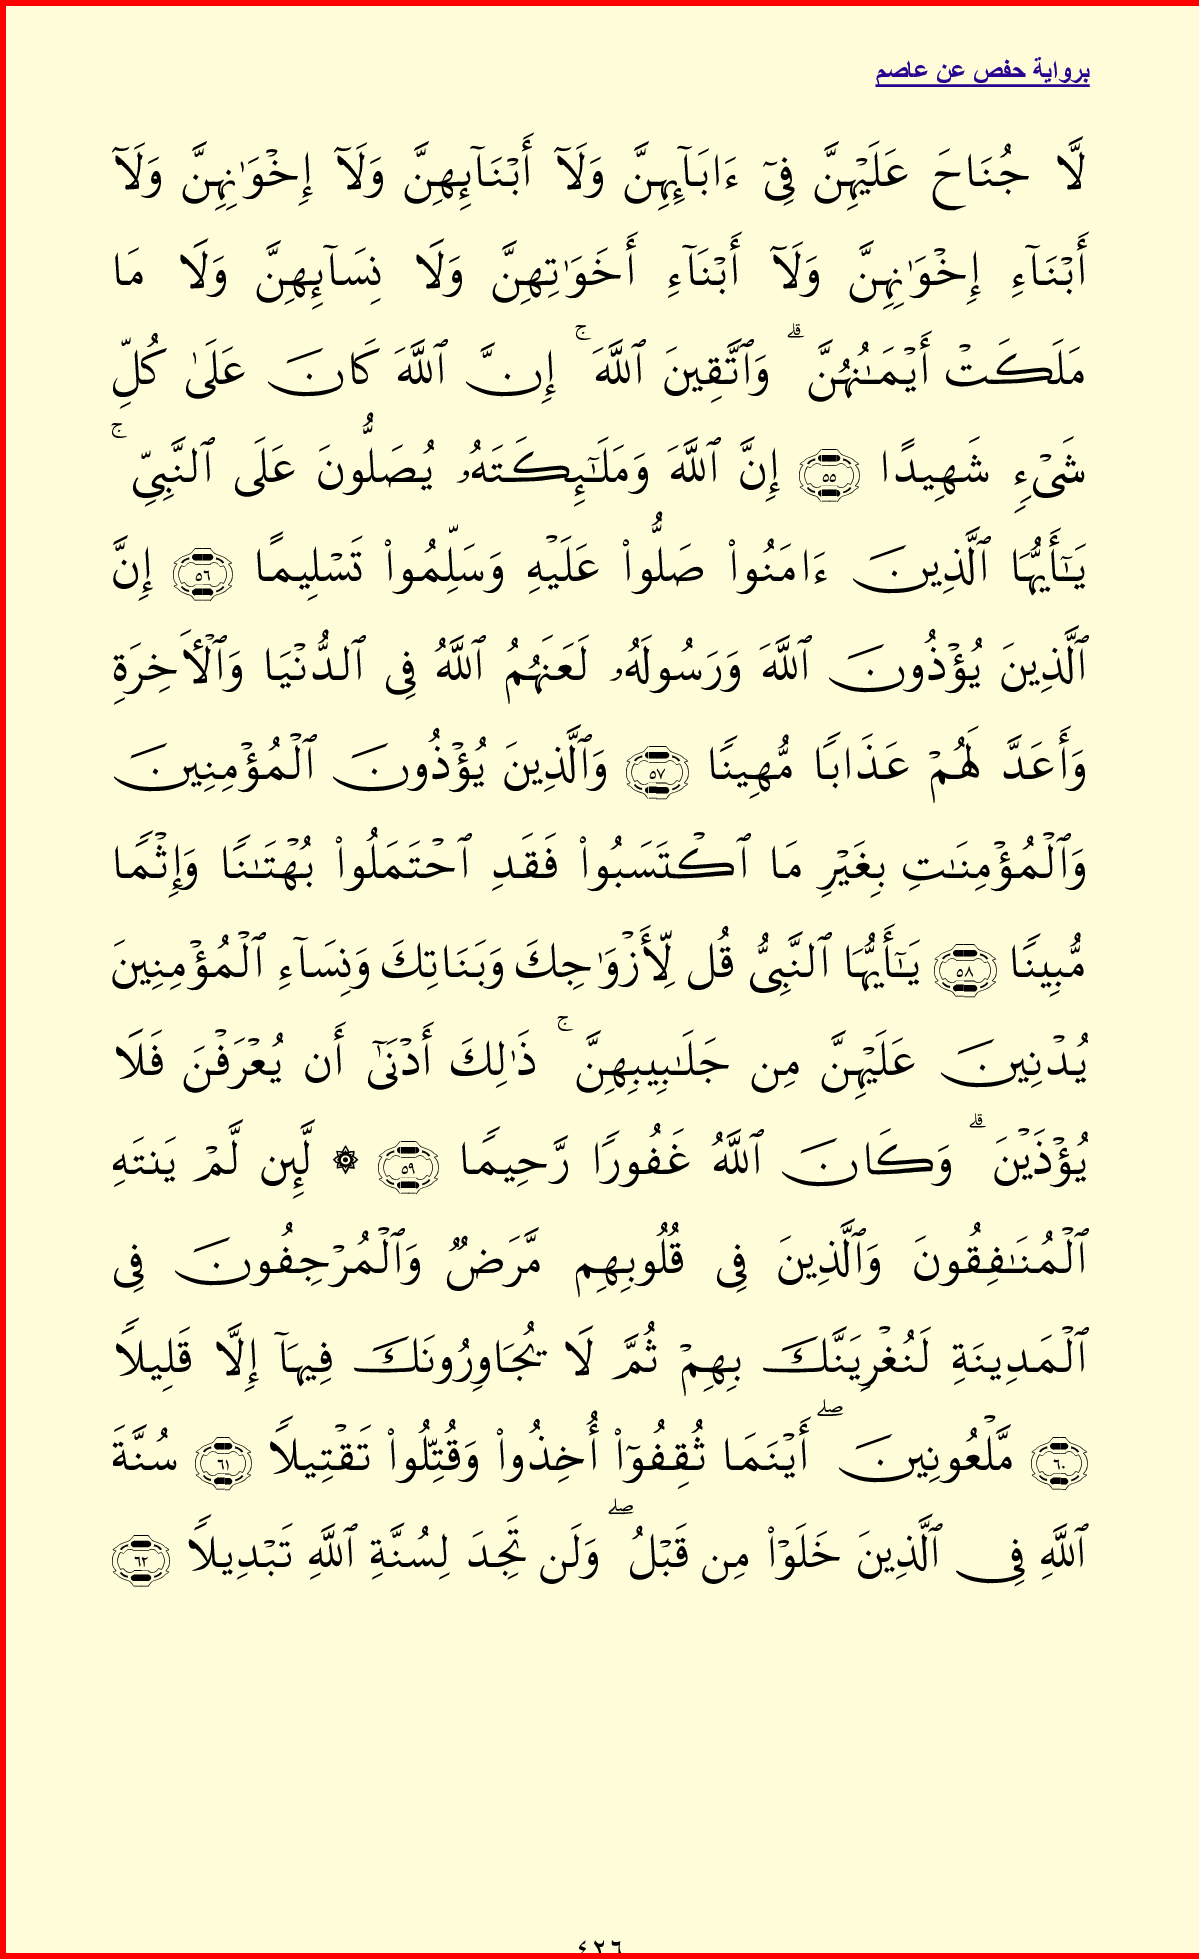 برواية حفص عن عاصم
لَّا جُنَاحَ عَلَيْهِنَّ فِىٓ ءَابَآئِهِنَّ وَلَآ أَبْنَآئِهِنَّ وَلَآ إِخْوَٰنِهِنَّ وَلَآ
أَبْنَآءِ إِخْوَٰنِهِنَّ وَلَآ أَبْنَآءِ أَخَوَٰتِهِنَّ وَلَا نِسَآئِهِنَّ وَلَا مَا
مَلَكَتْ أَيْمَـٰنُهُنَّ ۗ وَٱتَّقِينَ ٱللَّهَ ۚ إِنَّ ٱللَّهَ كَانَ عَلَىٰ كُلِّ
شَىْءٍ شَهِيدًا ٥٥ إِنَّ ٱللَّهَ وَمَلَـٰٓئِكَتَهُۥ يُصَلُّونَ عَلَى ٱلنَّبِىِّ ۚ
يَـٰٓأَيُّهَا ٱلَّذِينَ ءَامَنُوا۟ صَلُّوا۟ عَلَيْهِ وَسَلِّمُوا۟ تَسْلِيمًا ٥٦ إِنَّ
ٱلَّذِينَ يُؤْذُونَ ٱللَّهَ وَرَسُولَهُۥ لَعَنَهُمُ ٱللَّهُ فِى ٱلدُّنْيَا وَٱلْـَٔاخِرَةِ
وَأَعَدَّ لَهُمْ عَذَابًا مُّهِينًا ٥٧ وَٱلَّذِينَ يُؤْذُونَ ٱلْمُؤْمِنِينَ
وَٱلْمُؤْمِنَـٰتِ بِغَيْرِ مَا ٱكْتَسَبُوا۟ فَقَدِ ٱحْتَمَلُوا۟ بُهْتَـٰنًا وَإِثْمًا
مُّبِينًا ٥٨ يَـٰٓأَيُّهَا ٱلنَّبِىُّ قُل لِّأَزْوَٰجِكَ وَبَنَاتِكَ وَنِسَآءِ ٱلْمُؤْمِنِينَ
يُدْنِينَ عَلَيْهِنَّ مِن جَلَـٰبِيبِهِنَّ ۚ ذَٰلِكَ أَدْنَىٰٓ أَن يُعْرَفْنَ فَلَا
يُؤْذَيْنَ ۗ وَكَانَ ٱللَّهُ غَفُورًا رَّحِيمًا ٥٩ ۞ لَّئِن لَّمْ يَنتَهِ
ٱلْمُنَـٰفِقُونَ وَٱلَّذِينَ فِى قُلُوبِهِم مَّرَضٌ وَٱلْمُرْجِفُونَ فِى
ٱلْمَدِينَةِ لَنُغْرِيَنَّكَ بِهِمْ ثُمَّ لَا يُجَاوِرُونَكَ فِيهَآ إِلَّا قَلِيلًا
٦٠ مَّلْعُونِينَ ۖ أَيْنَمَا ثُقِفُوٓا۟ أُخِذُوا۟ وَقُتِّلُوا۟ تَقْتِيلًا ٦١ سُنَّةَ
ٱللَّهِ فِى ٱلَّذِينَ خَلَوْا۟ مِن قَبْلُ ۖ وَلَن تَجِدَ لِسُنَّةِ ٱللَّهِ تَبْدِيلًا ٦٢
٤٢٦